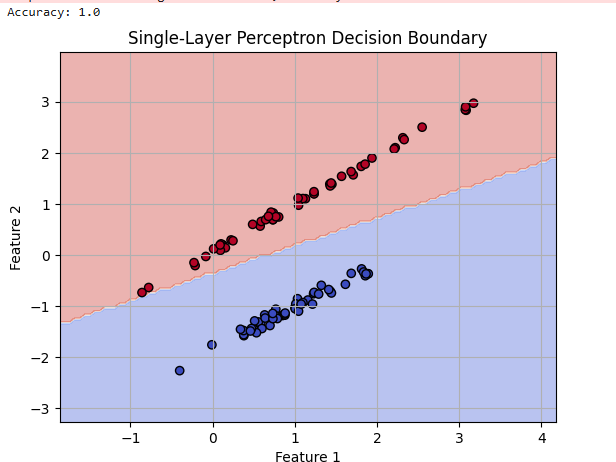 Accuracy: 1.0
Single-Layer Perceptron Decision Boundary
3
2
1
0
−1
−2
−3
Feature 2
−1 0 1 2 3 4
Feature 1